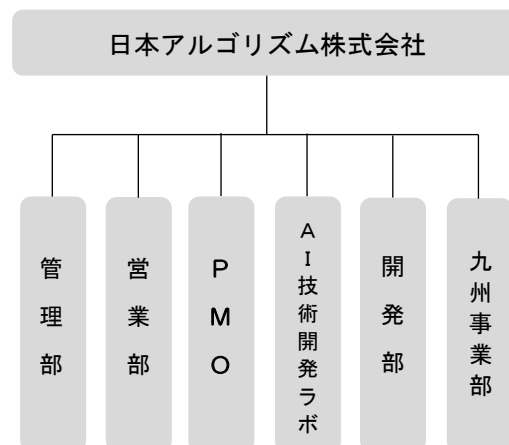 日本アルゴリズム株式会社
管理部
営業部
PMO
AI技術開発ラボ
開発部
九州事業部